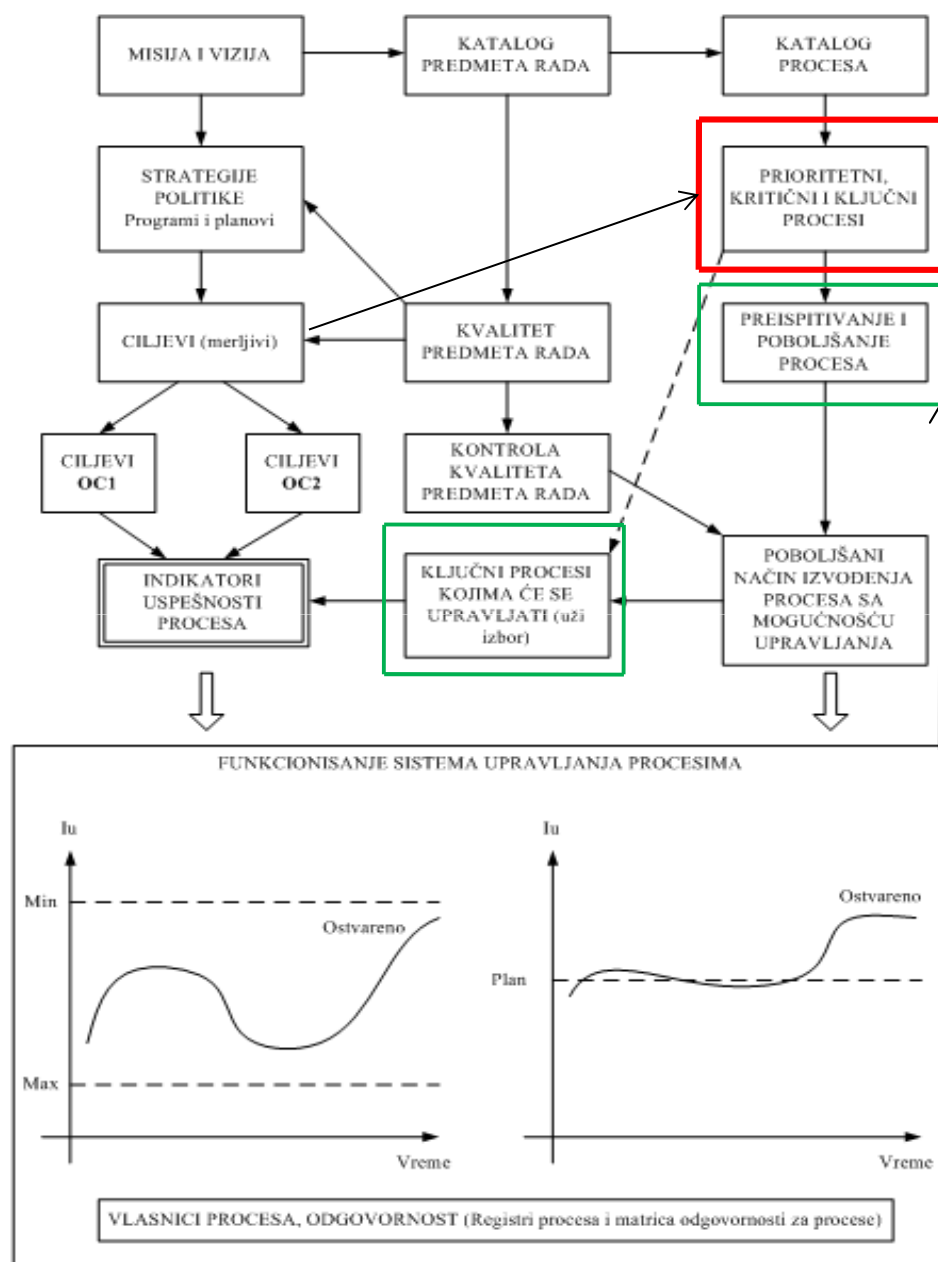 MISIJA I VIZIJA
KATALOG
PREDMETA RADA
KATALOG
PROCESA
STRATEGIJE
POLITIKE
Programi i planovi
PRIORITETNI,
KRITIČNI I KLJUČNI
PROCESI
CILJEVI (merljivi)
KVALITET
PREDMETA RADA
PREISPITIVANJE I
POBOLJŠANJE
PROCESA
CILJEVI
OC1
CILJEVI
OC2
KONTROLA
KVALITETA
PREDMETA RADA
INDIKATORI
USPEŠNOSTI
PROCESA
KLJUČNI PROCESI
KOJIMA ĆE SE
UPRAVLJATI (uži
izbor)
POBOLJŠANI
NAČIN IZVOĐENJA
PROCESA SA
MOGUĆNOŠĆU
UPRAVLJANJA
FUNKCIONISANJE SISTEMA UPRAVLJANJA PROCESIMA
Iu
Min
Ostvareno
Max
Vreme
Iu
Ostvareno
Plan
Vreme
VLASNICI PROCESA, ODGOVORNOST (Registri procesa i matrica odgovornosti za procese)